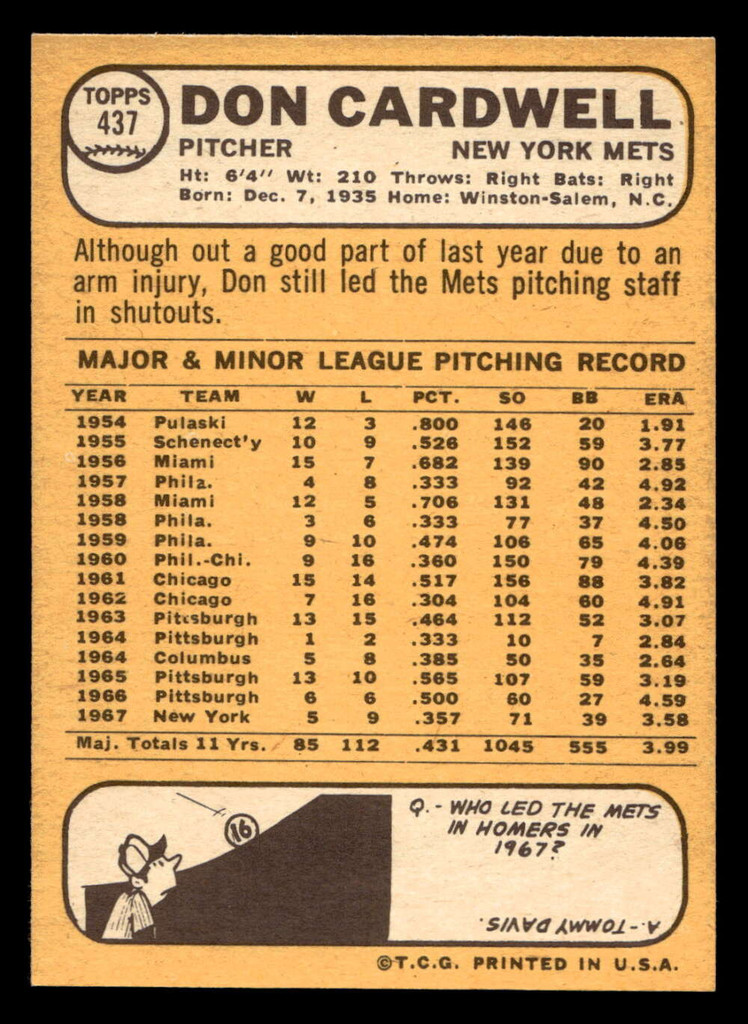 TOPPS
437
DON CARDWELL
PITCHER NEW YORK METS
Ht: 6'4" Wt: 210 Throws: Right Bats: Right
Born: Dec. 7, 1935 Home: Winston-Salem, N.C.
Although out a good part of last year due to an
arm injury, Don still led the Mets pitching staff
in shutouts.
MAJOR & MINOR LEAGUE PITCHING RECORD
YEAR TEAM W L PCT. SO BB ERA
1954 Pulaski 12 3 .800 146 20 1.91
1955 Schenect'y 10 9 .526 152 59 3.77
1956 Miami 15 7 .682 139 90 2.85
1957 Phila. 4 8 .333 92 42 4.92
1958 Miami 12 5 .706 131 48 2.34
1958 Phila. 3 6 .333 77 37 4.50
1959 Phila. 9 10 .474 106 65 4.06
1960 Phil.-Chi. 9 16 .360 150 79 4.39
1961 Chicago 15 14 .517 156 88 3.82
1962 Chicago 7 16 .304 104 60 4.91
1963 Pittsburgh 13 15 .464 112 52 3.07
1964 Pittsburgh 1 2 .333 10 7 2.84
1964 Columbus 5 8 .385 50 35 2.64
1965 Pittsburgh 13 10 .565 107 59 3.19
1966 Pittsburgh 6 6 .500 60 27 4.59
1967 New York 5 9 .357 71 39 3.58
Maj. Totals 11 Yrs. 85 112 .431 1045 555 3.99
16
Q.- WHO LED THE METS
IN HOMERS IN
1967?
A.- TOMMY DAVIS.
©T.C.G. PRINTED IN U.S.A.